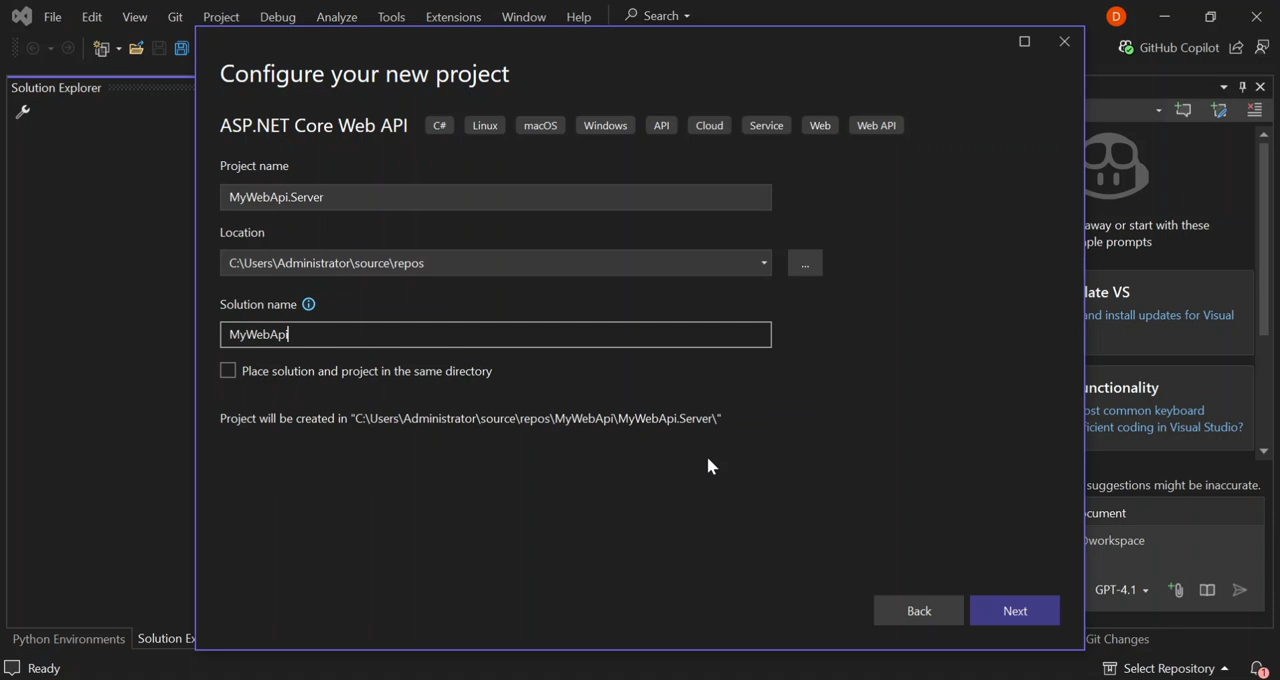 File Edit View Git Project Debug Analyze Tools Extensions Window Help Search D
GitHub Copilot
Solution Explorer
Configure your new project
ASP.NET Core Web API C# Linux macOS Windows API Cloud Service Web Web API
Project name
MyWebApi.Server
Location
C:\Users\Administrator\source\repos
...
Solution name
MyWebApi
Place solution and project in the same directory
Project will be created in "C:\Users\Administrator\source\repos\MyWebApi\MyWebApi.Server\"
Back Next
away or start with these
ple prompts
late VS
and install updates for Visual
unctionality
ost common keyboard
ficient coding in Visual Studio?
suggestions might be inaccurate.
ocument
workspace
GPT-4.1
Python Environments Solution Ex
Git Changes
Ready
Select Repository
1